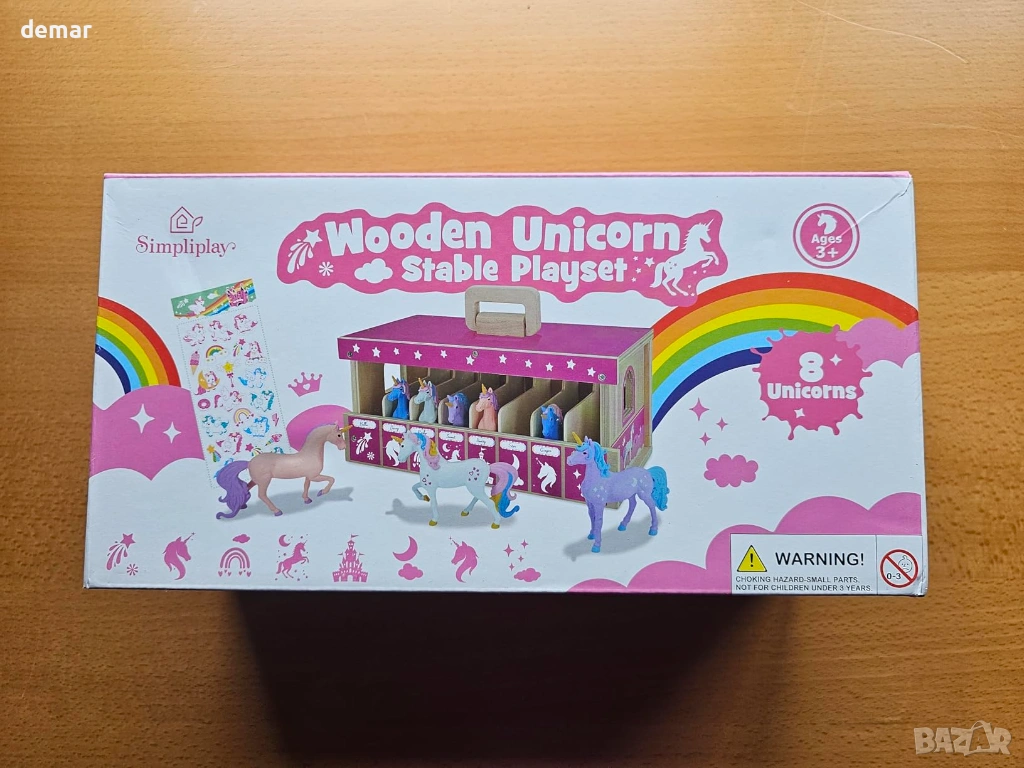 demar
Simpliplay
Wooden Unicorn
Stable Playset
Ages
3+
8
Unicorns
WARNING!
CHOKING HAZARD-SMALL PARTS.
NOT FOR CHILDREN UNDER 3 YEARS.
0-3
BAZAR